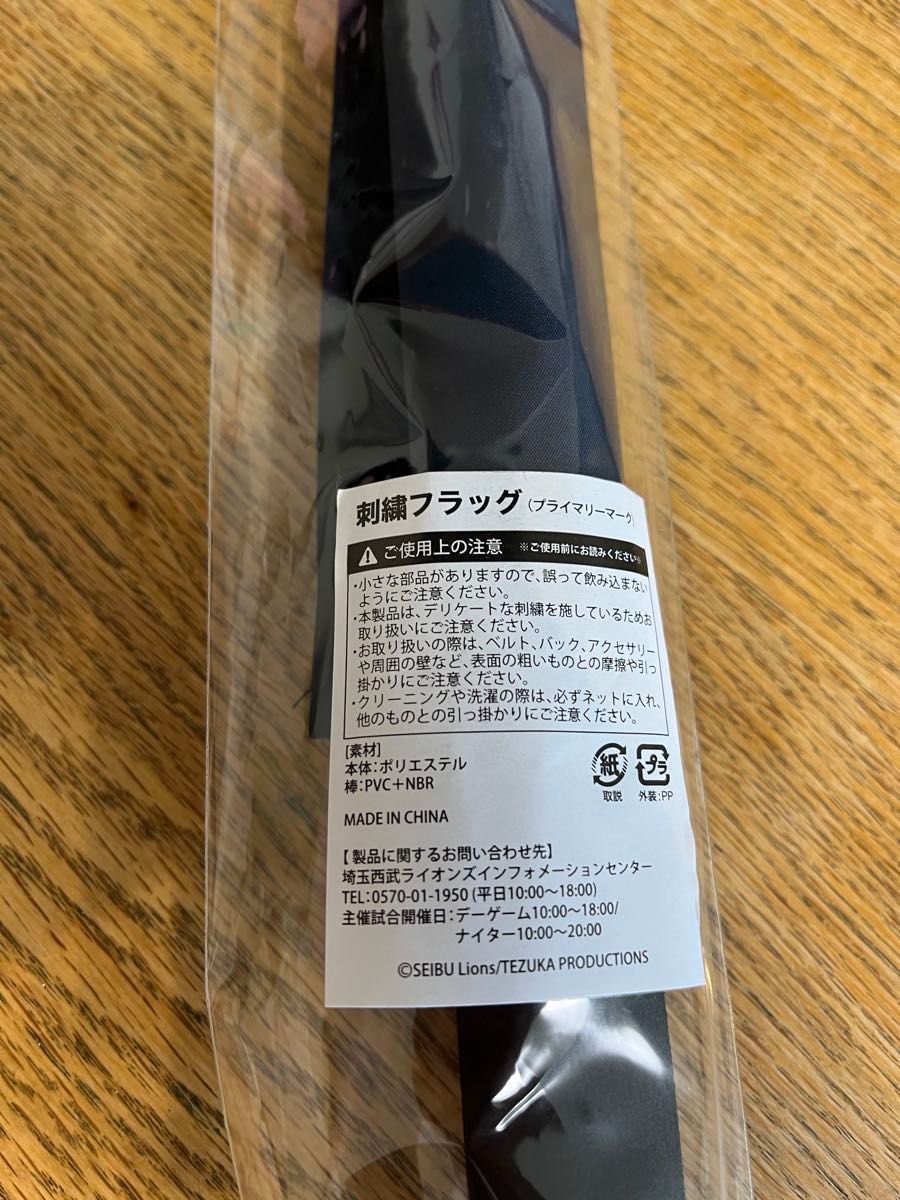 刺繍フラッグ(プライマリーマーク)
ご使用上の注意 ※ご使用前にお読みください※
・小さな部品がありますので、誤って飲み込まない
ようにご注意ください。
・本製品は、デリケートな刺繍を施しているためお
取り扱いにご注意ください。
・お取り扱いの際は、ベルト、バック、アクセサリー
や周囲の壁など、表面の粗いものとの摩擦や引っ
掛かりにご注意ください。
・クリーニングや洗濯の際は、必ずネットに入れ、
他のものとの引っ掛かりにご注意ください。
[素材]
本体:ポリエステル
棒:PVC+NBR
紙 プラ
取説 外装:PP
MADE IN CHINA
【製品に関するお問い合わせ先】
埼玉西武ライオンズインフォメーションセンター
TEL:0570-01-1950 (平日10:00〜18:00)
主催試合開催日:デーゲーム10:00〜18:00/
ナイター10:00〜20:00
©SEIBU Lions/TEZUKA PRODUCTIONS